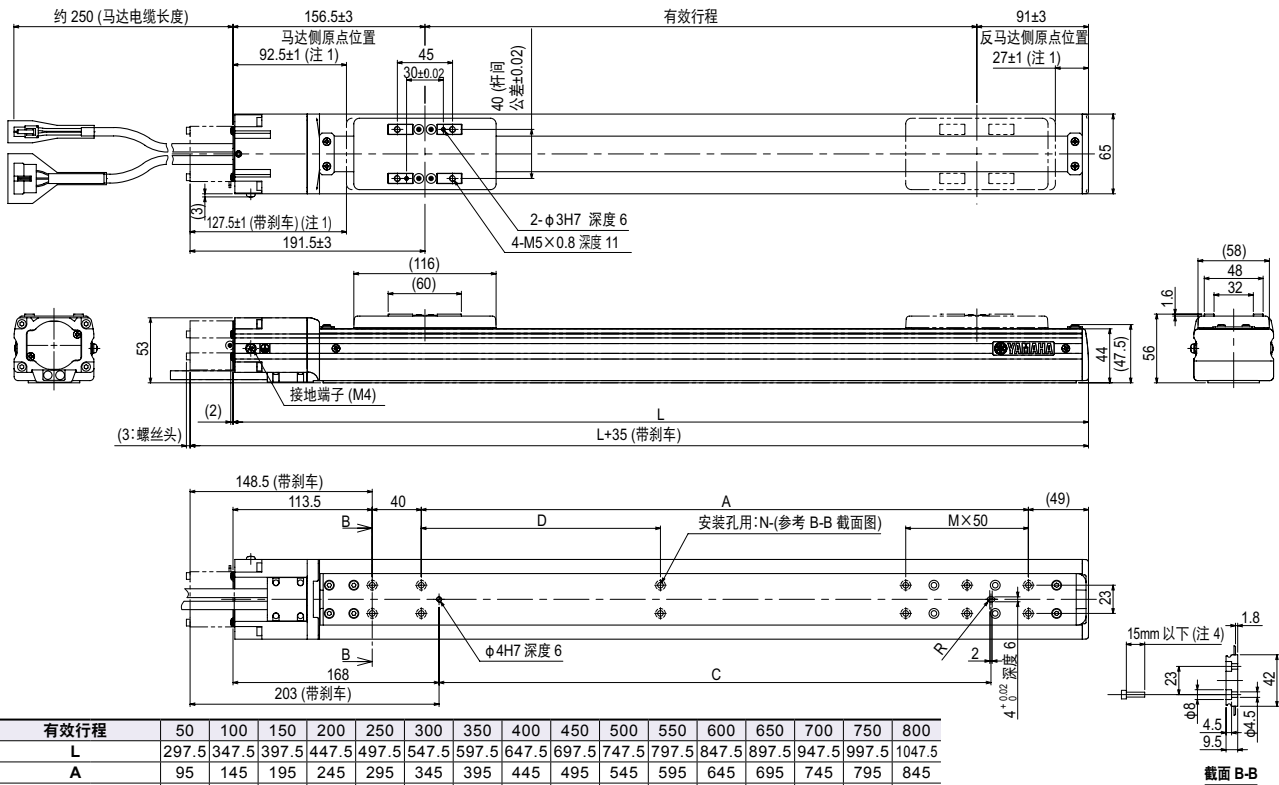 约 250 (马达电缆长度)
156.5±3
有效行程
91±3
马达侧原点位置
反马达侧原点位置
92.5±1 (注 1)
45
27±1 (注 1)
30±0.02
40 (杆间
公差±0.02)
65
(3)
127.5±1 (带刹车) (注 1)
191.5±3
2-φ3H7 深度 6
4-M5×0.8 深度 11
(116)
(60)
(58)
48
32
1.6
53
YAMAHA
44
(47.5)
56
接地端子 (M4)
(2)
L
(3:螺丝头)
L+35 (带刹车)
148.5 (带刹车)
113.5
40
A
(49)
B
D
安装孔用:N-(参考 B-B 截面图)
M×50
23
φ4H7 深度 6
B
R
2
4 +0.02 0 深度 6
168
C
203 (带刹车)
15mm 以下 (注 4)
1.8
23
42
φ8
φ4.5
4.5
9.5
截面 B-B
有效行程 50 100 150 200 250 300 350 400 450 500 550 600 650 700 750 800
L 297.5 347.5 397.5 447.5 497.5 547.5 597.5 647.5 697.5 747.5 797.5 847.5 897.5 947.5 997.5 1047.5
A 95 145 195 245 295 345 395 445 495 545 595 645 695 745 795 845